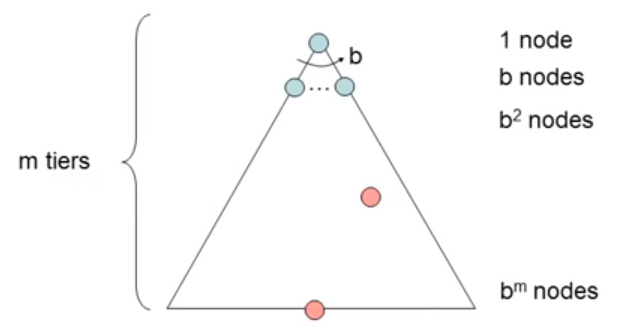 1 node
b
b nodes
...
b² nodes
m tiers
bᵐ nodes